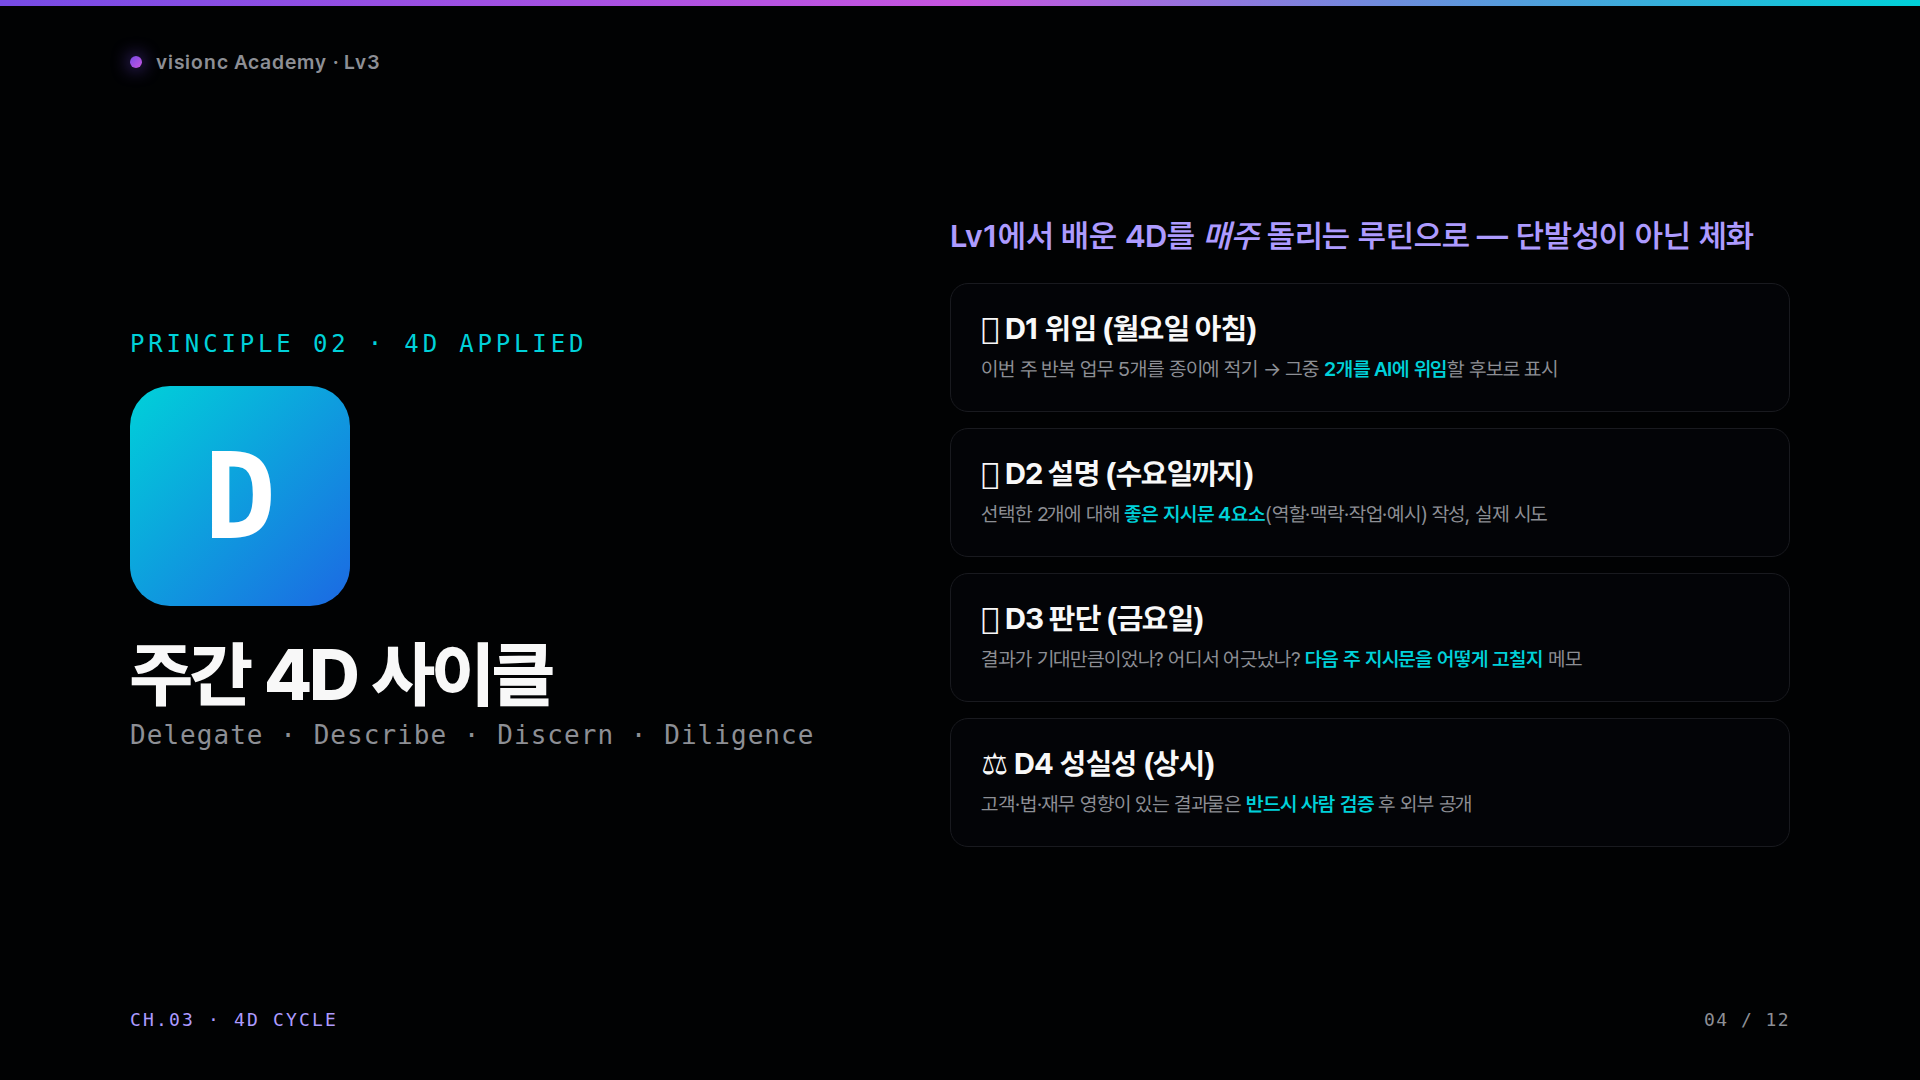 visionc Academy · Lv3
PRINCIPLE 02 · 4D APPLIED
D
주간 4D 사이클
Delegate · Describe · Discern · Diligence
Lv1에서 배운 4D를 매주 돌리는 루틴으로 — 단발성이 아닌 체화
D1 위임 (월요일 아침)
이번 주 반복 업무 5개를 종이에 적기 → 그중 2개를 AI에 위임할 후보로 표시
D2 설명 (수요일까지)
선택한 2개에 대해 좋은 지시문 4요소(역할·맥락·작업·예시) 작성, 실제 시도
D3 판단 (금요일)
결과가 기대만큼이었나? 어디서 어긋났나? 다음 주 지시문을 어떻게 고칠지 메모
⚖ D4 성실성 (상시)
고객·법·재무 영향이 있는 결과물은 반드시 사람 검증 후 외부 공개
CH.03 · 4D CYCLE
04 / 12